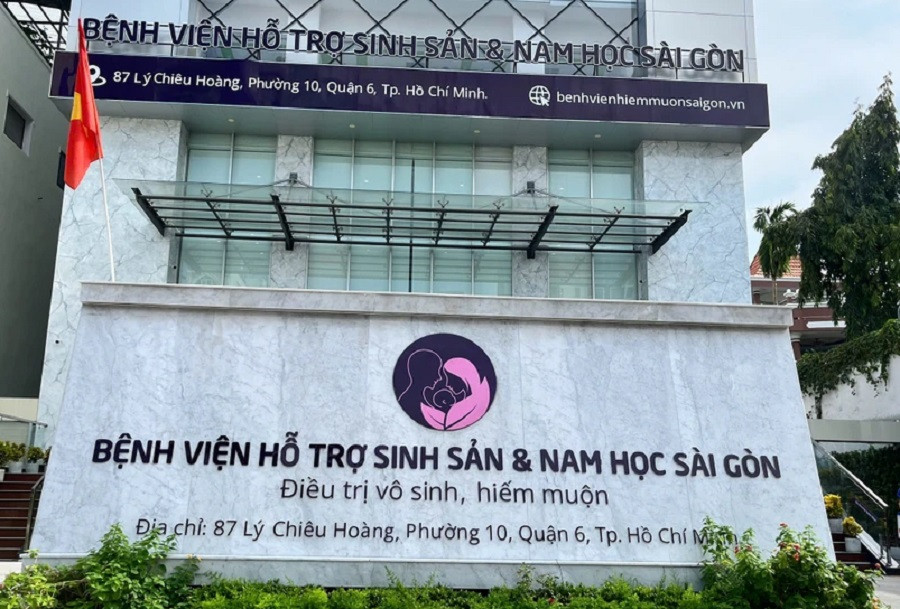 BỆNH VIỆN HỖ TRỢ SINH SẢN & NAM HỌC SÀI GÒN
87 Lý Chiêu Hoàng, Phường 10, Quận 6, Tp. Hồ Chí Minh.
benhvienhiemmuonsaigon.vn
BỆNH VIỆN HỖ TRỢ SINH SẢN & NAM HỌC SÀI GÒN
Điều trị vô sinh, hiếm muộn
Địa chỉ: 87 Lý Chiêu Hoàng, Phường 10, Quận 6, Tp. Hồ Chí Minh